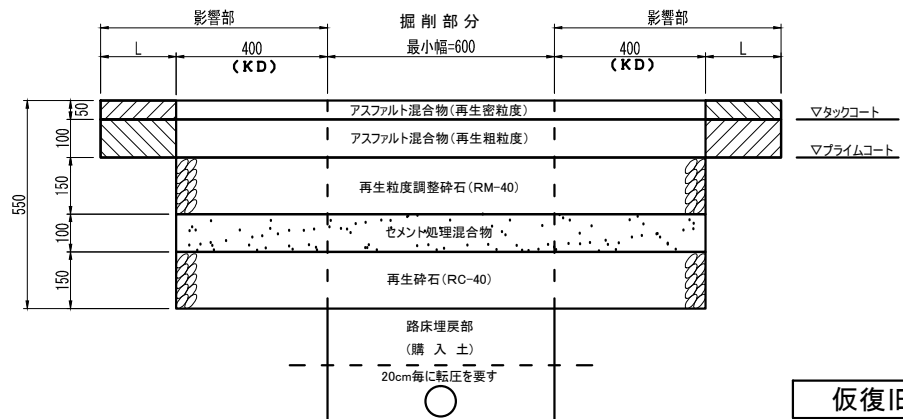 影響部
掘削部分
影響部
L
400
最小幅=600
400
L
(KD)
(KD)
50
アスファルト混合物(再生密粒度)
▽タックコート
100
アスファルト混合物(再生粗粒度)
▽プライムコート
550
150
再生粒度調整砕石(RM-40)
100
セメント処理混合物
150
再生砕石(RC-40)
路床埋戻部
(購入土)
20cm毎に転圧を要す
仮復旧